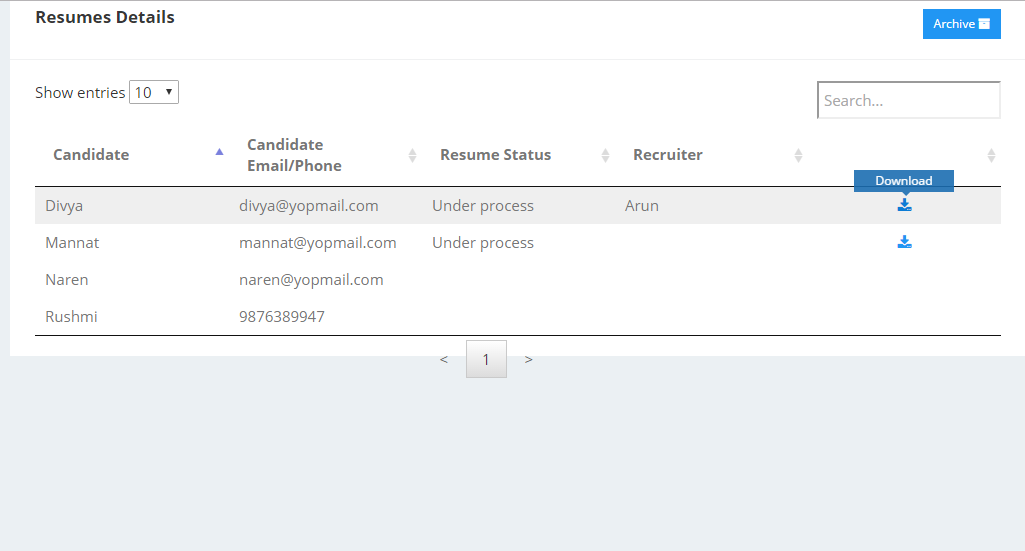 Resumes Details
Archive
Show entries 10
Search...
Candidate
Candidate Email/Phone
Resume Status
Recruiter
Download
Divya divya@yopmail.com Under process Arun
Mannat mannat@yopmail.com Under process
Naren naren@yopmail.com
Rushmi 9876389947
< 1 >